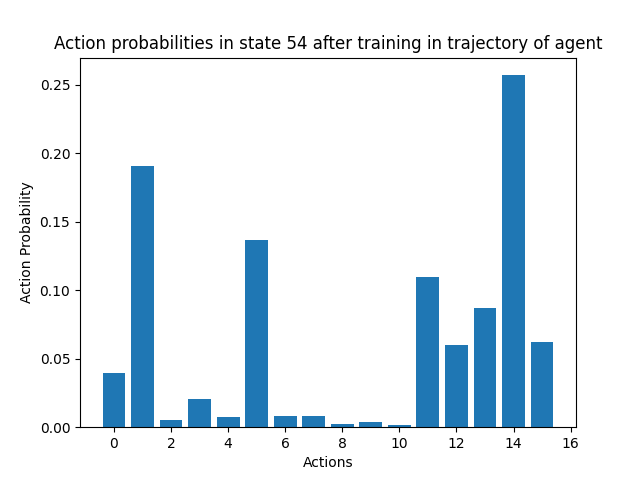 Action probabilities in state 54 after training in trajectory of agent
Action Probability
0.25
0.20
0.15
0.10
0.05
0.00
0 2 4 6 8 10 12 14 16
Actions